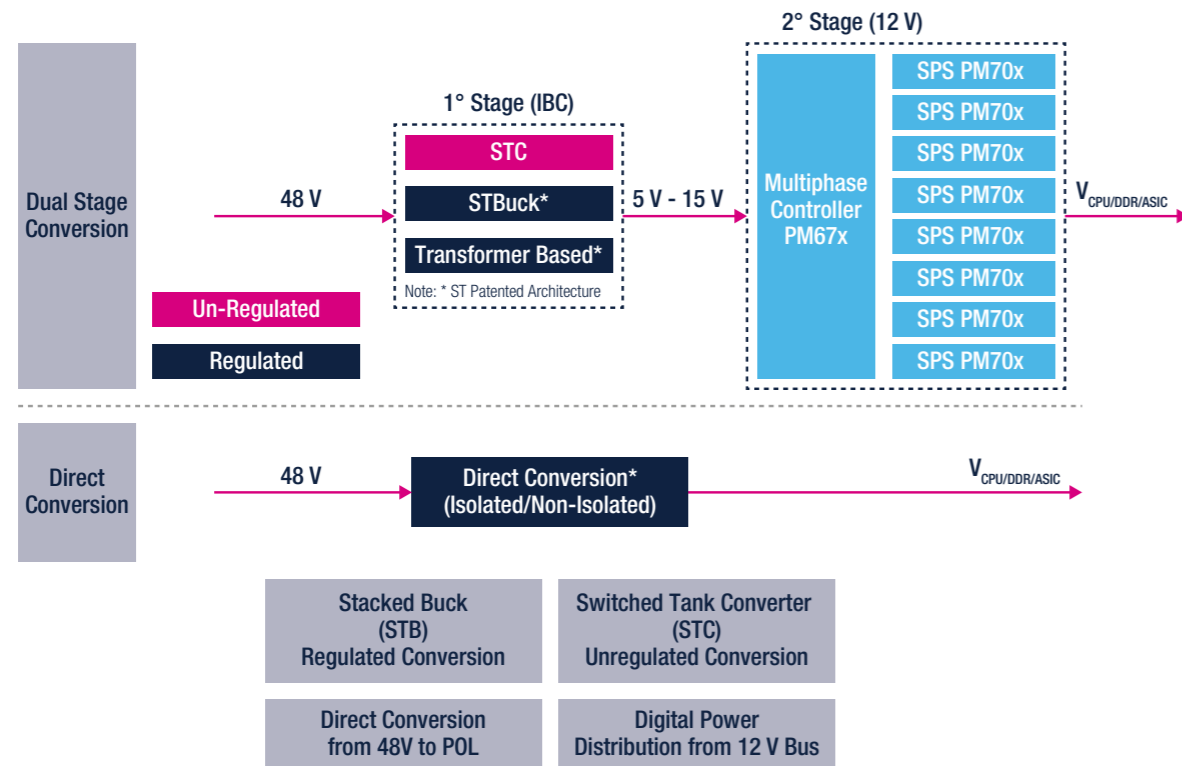 2° Stage (12 V)
1° Stage (IBC)
Dual Stage
Conversion
48 V
STC
STBuck*
Transformer Based*
Note: * ST Patented Architecture
5 V - 15 V
Multiphase
Controller
PM67x
SPS PM70x
SPS PM70x
SPS PM70x
SPS PM70x
SPS PM70x
SPS PM70x
SPS PM70x
SPS PM70x
VCPU/DDR/ASIC
Un-Regulated
Regulated
Direct
Conversion
48 V
Direct Conversion*
(Isolated/Non-Isolated)
VCPU/DDR/ASIC
Stacked Buck
(STB)
Regulated Conversion
Switched Tank Converter
(STC)
Unregulated Conversion
Direct Conversion
from 48V to POL
Digital Power
Distribution from 12 V Bus